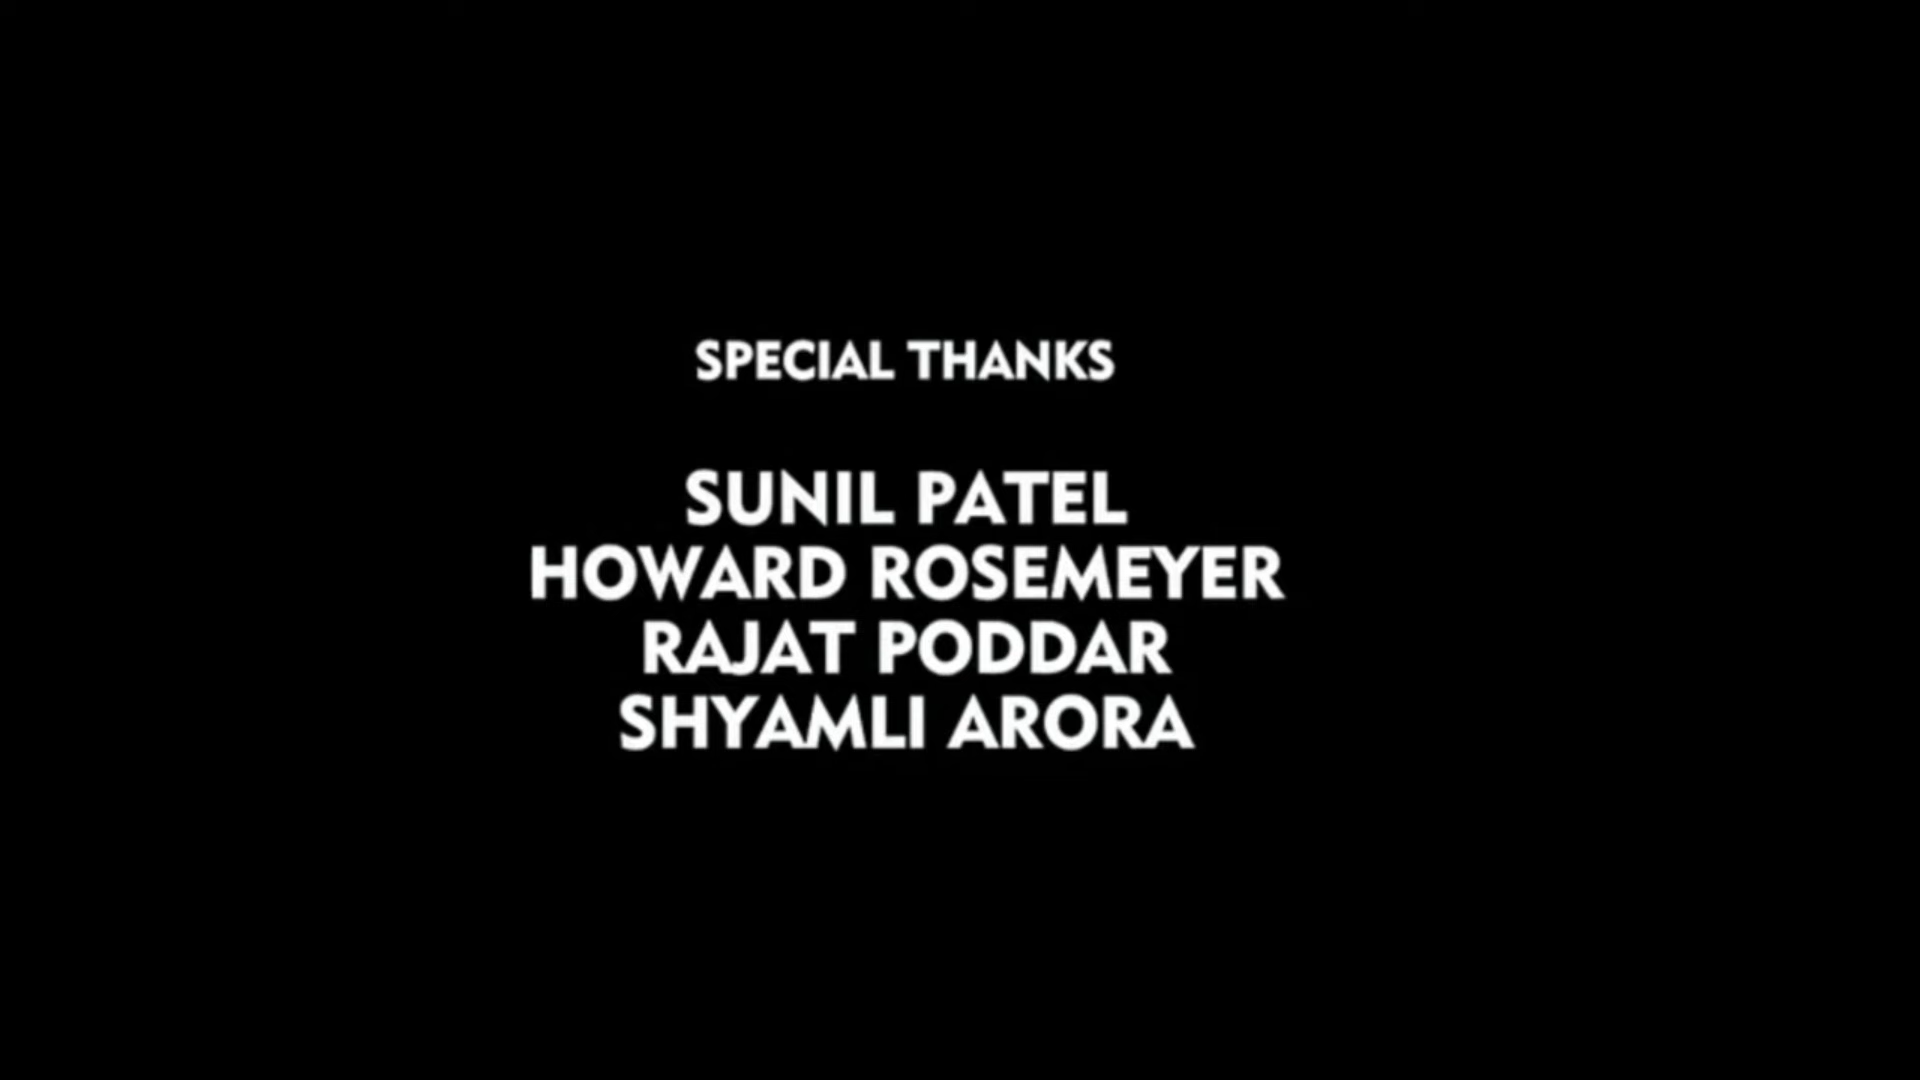 SPECIAL THANKS
SUNIL PATEL
HOWARD ROSEMEYER
RAJAT PODDAR
SHYAMLI ARORA